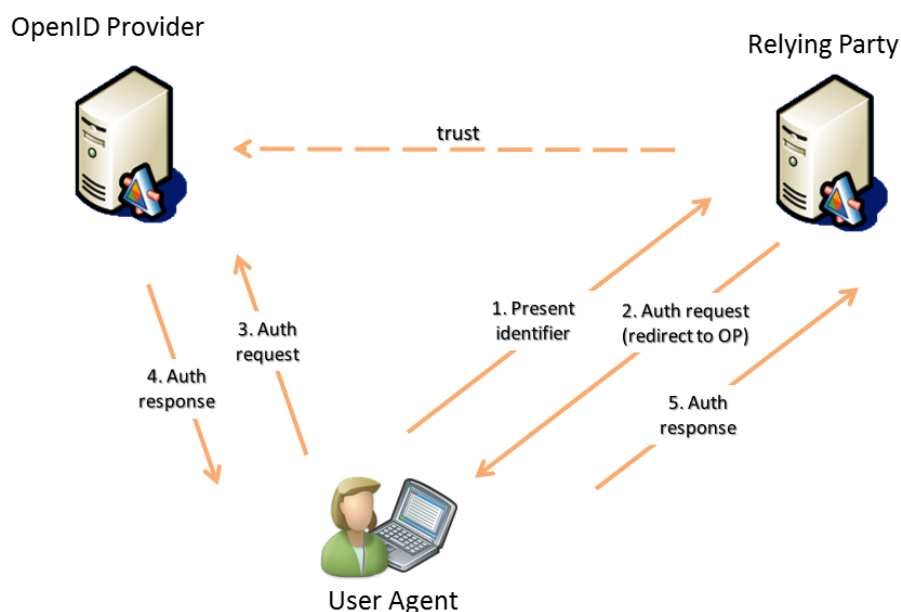 OpenID Provider
Relying Party
trust
1. Present
identifier
2. Auth request
(redirect to OP)
3. Auth
request
4. Auth
response
5. Auth
response
User Agent